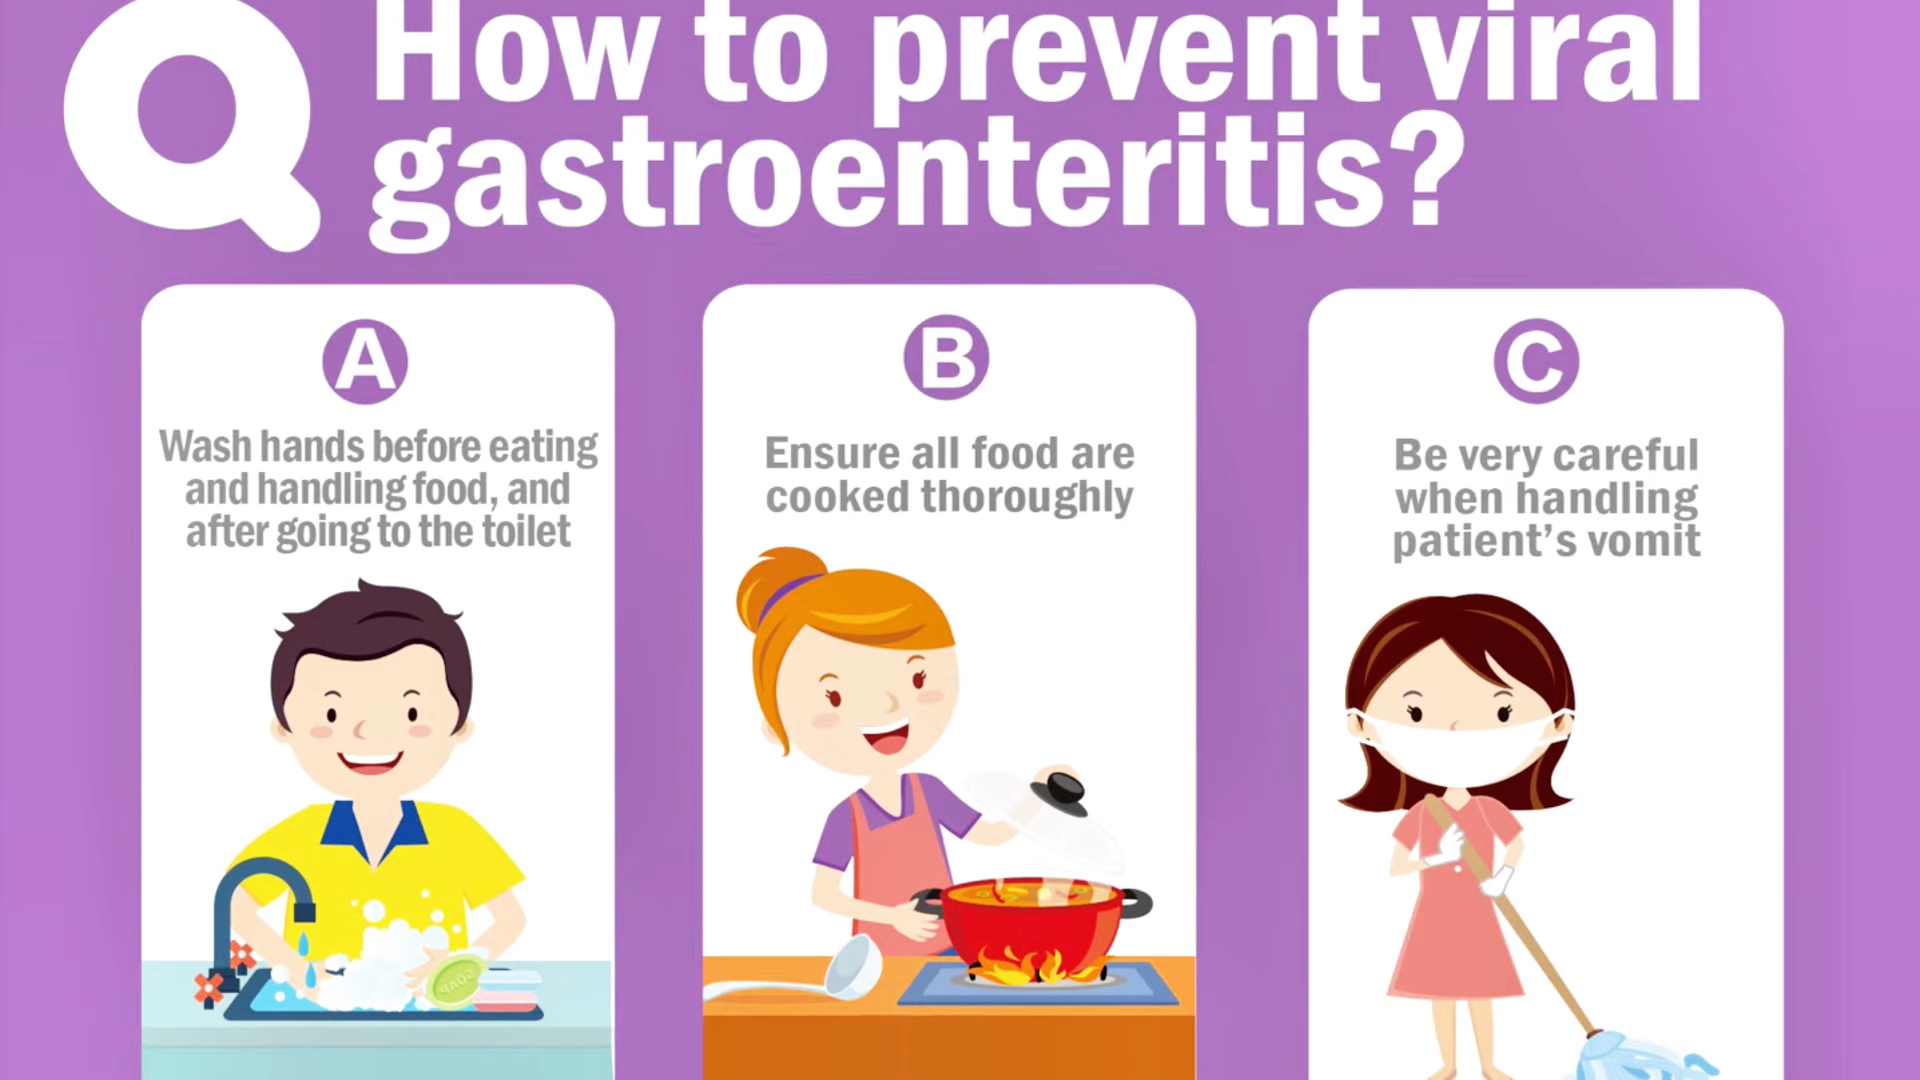 Q
How to prevent viral
gastroenteritis?
A
Wash hands before eating
and handling food, and
after going to the toilet
B
Ensure all food are
cooked thoroughly
C
Be very careful
when handling
patient’s vomit
SOAP